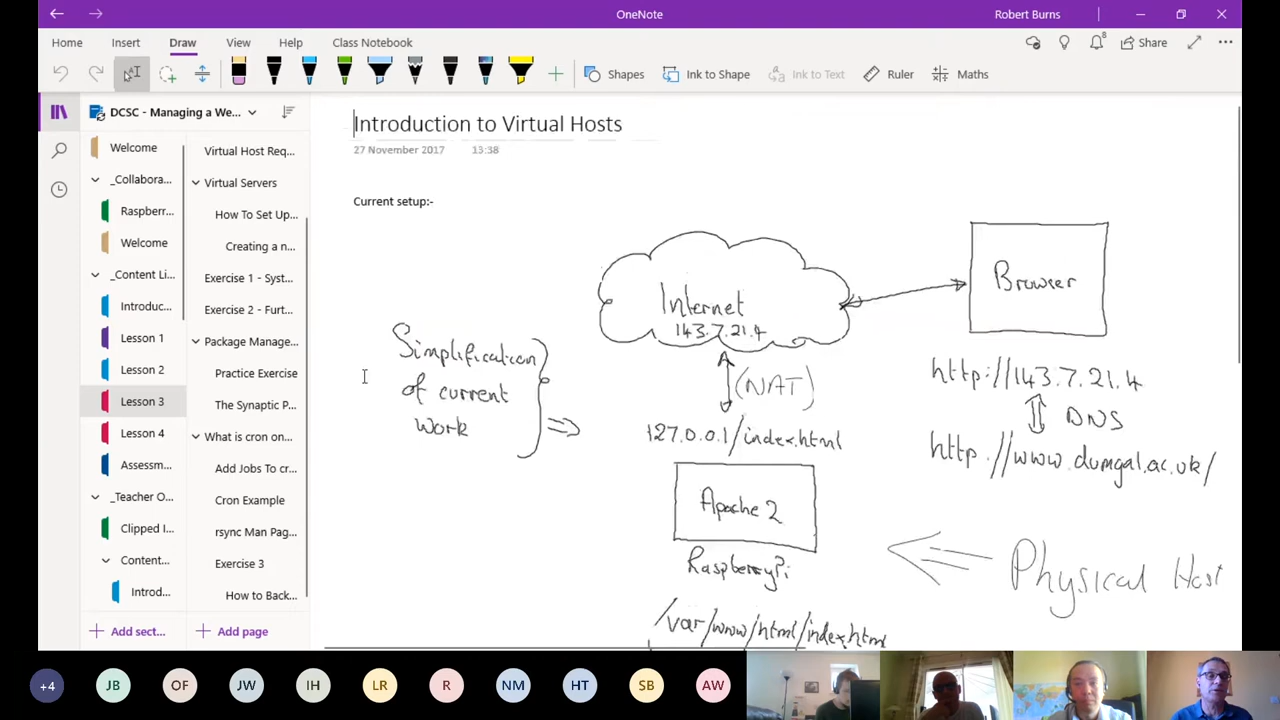 OneNote
Robert Burns
Home Insert Draw View Help Class Notebook
8
Share
Shapes Ink to Shape Ink to Text Ruler Maths
DCSC - Managing a We...
Welcome
_Collabora...
Raspberr...
Welcome
_Content Li...
Introduc...
Lesson 1
Lesson 2
Lesson 3
Lesson 4
Assessm...
_Teacher O...
Clipped I...
Content...
Introd...
Add sect...
Virtual Host Req...
Virtual Servers
How To Set Up...
Creating a n...
Exercise 1 - Syst...
Exercise 2 - Furt...
Package Manage...
Practice Exercise
The Synaptic P...
What is cron on...
Add Jobs To cr...
Cron Example
rsync Man Pag...
Exercise 3
How to Back...
Add page
Introduction to Virtual Hosts
27 November 2017 13:38
Current setup:-
Internet
143.7.21.4
Browser
Simplification
of current
work
(NAT)
http://143.7.21.4
DNS
http://www.dumgal.ac.uk/
127.0.0.1/index.html
Apache 2
RaspberryPi
Physical Host
/var/www/html/index.html
+4 JB OF JW IH LR R NM HT SB AW